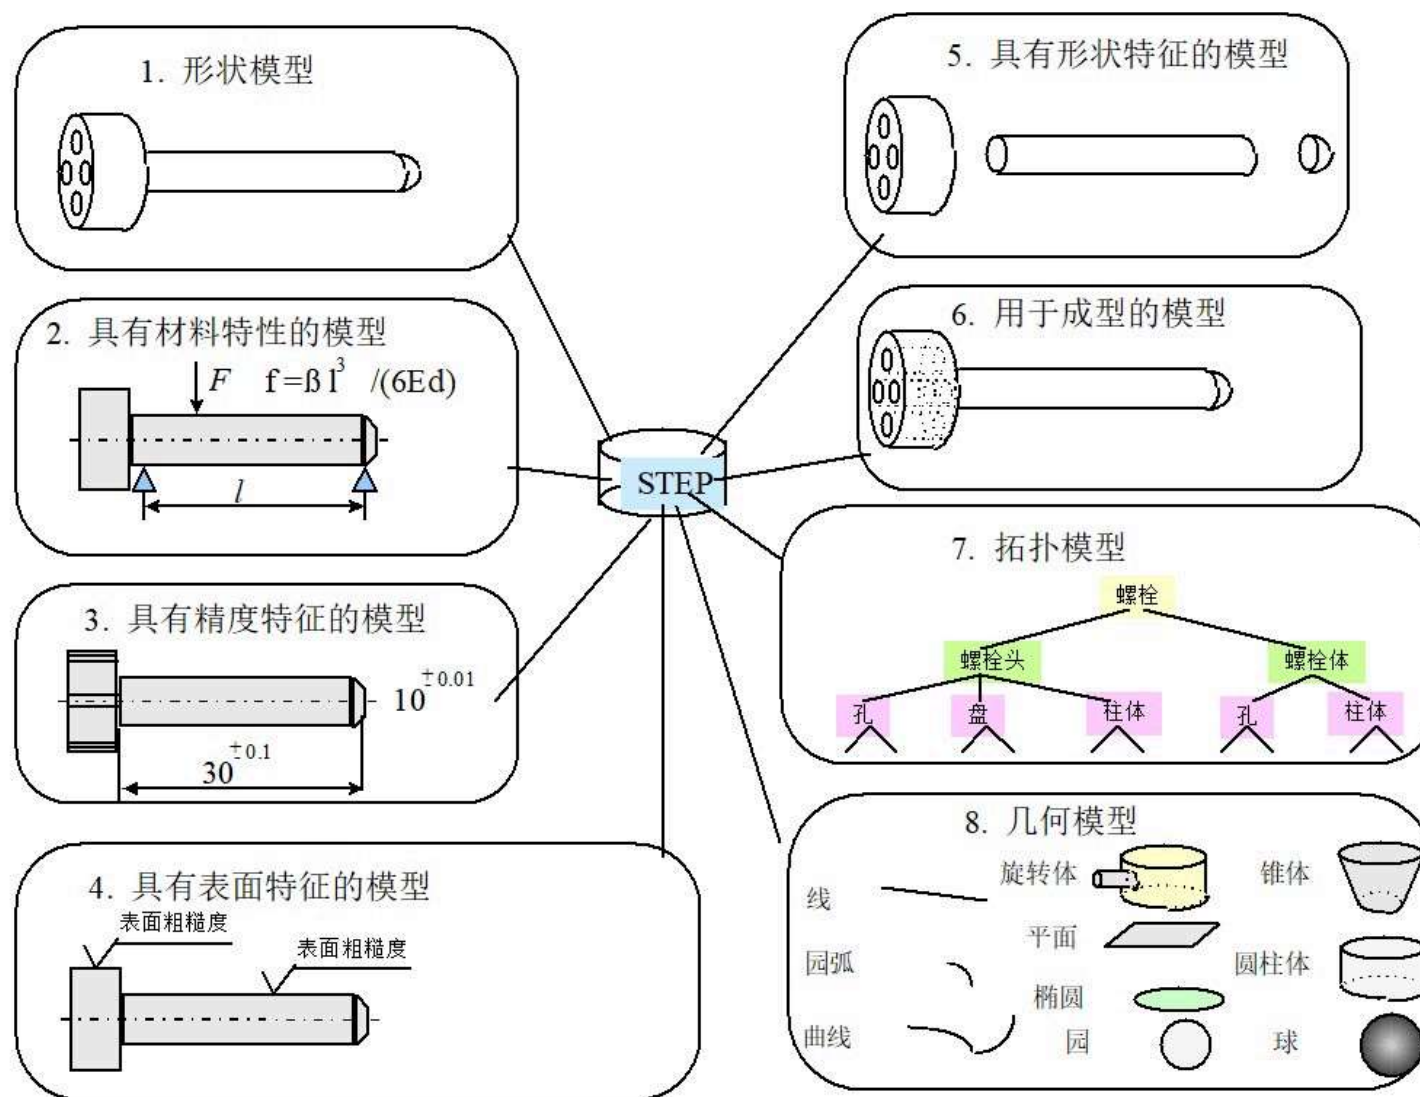 1. 形状模型
2. 具有材料特性的模型
F f=ßl³ /(6Ed)
l
3. 具有精度特征的模型
10±0.01
30±0.1
4. 具有表面特征的模型
表面粗糙度
表面粗糙度
STEP
5. 具有形状特征的模型
6. 用于成型的模型
7. 拓扑模型
螺栓
螺栓头 螺栓体
孔 盘 柱体 孔 柱体
8. 几何模型
线 旋转体 锥体
园弧 平面 圆柱体
椭圆
曲线 园 球